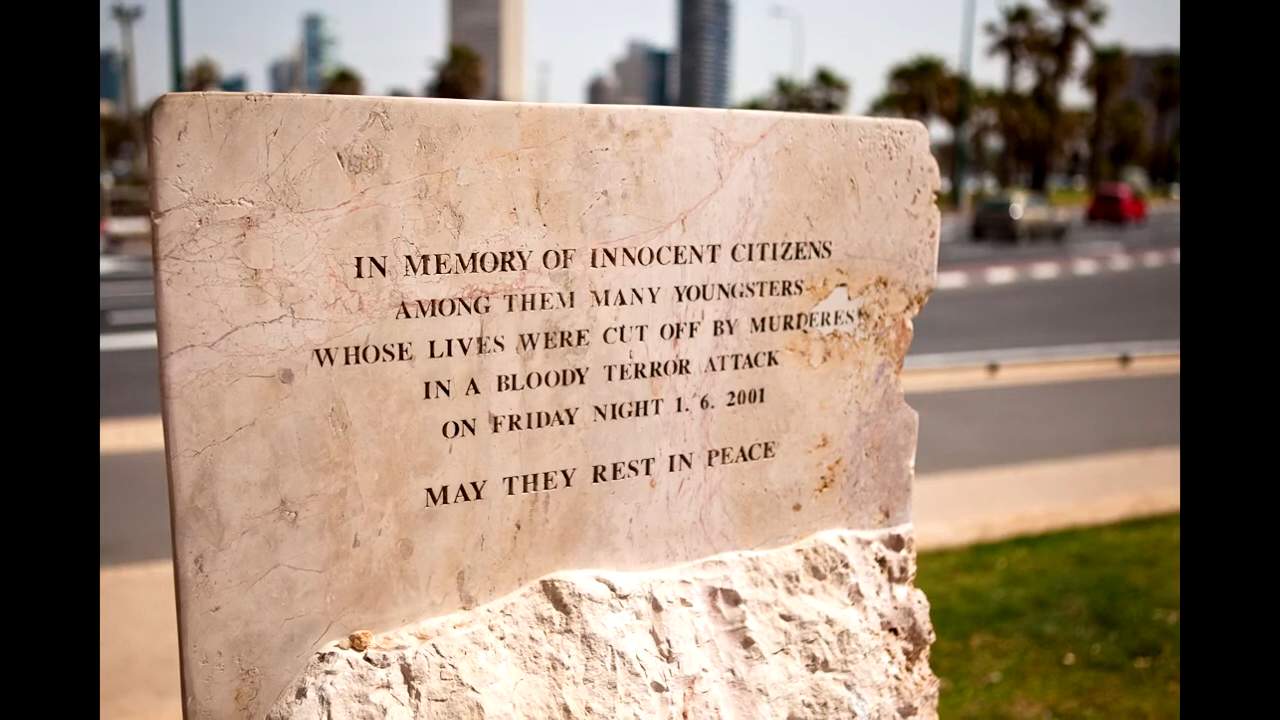 IN MEMORY OF INNOCENT CITIZENS
AMONG THEM MANY YOUNGSTERS
WHOSE LIVES WERE CUT OFF BY MURDERES
IN A BLOODY TERROR ATTACK
ON FRIDAY NIGHT 1. 6. 2001
MAY THEY REST IN PEACE